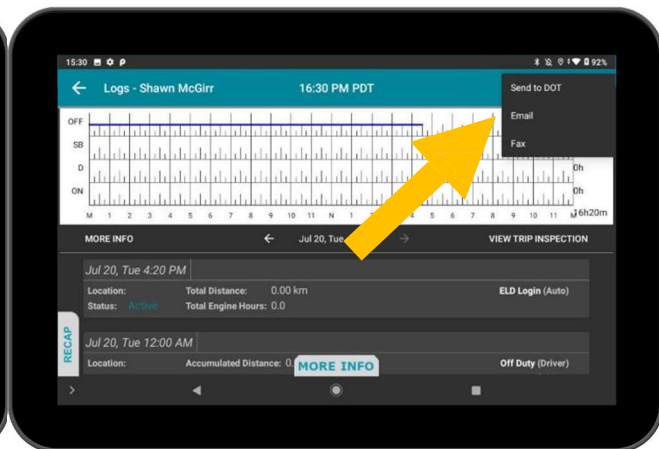 15:30
92%
Logs - Shawn McGirr
16:30 PM PDT
Send to DOT
Email
Fax
OFF
SB
D
0h
ON
0h
M 1 2 3 4 5 6 7 8 9 10 11 N 1 4 5 6 7 8 9 10 11
16h20m
MORE INFO
Jul 20, Tue
VIEW TRIP INSPECTION
Jul 20, Tue 4:20 PM
Location:
Total Distance: 0.00 km
ELD Login (Auto)
Status: Active
Total Engine Hours: 0.0
RECAP
Jul 20, Tue 12:00 AM
Location:
Accumulated Distance: 0.
MORE INFO
Off Duty (Driver)